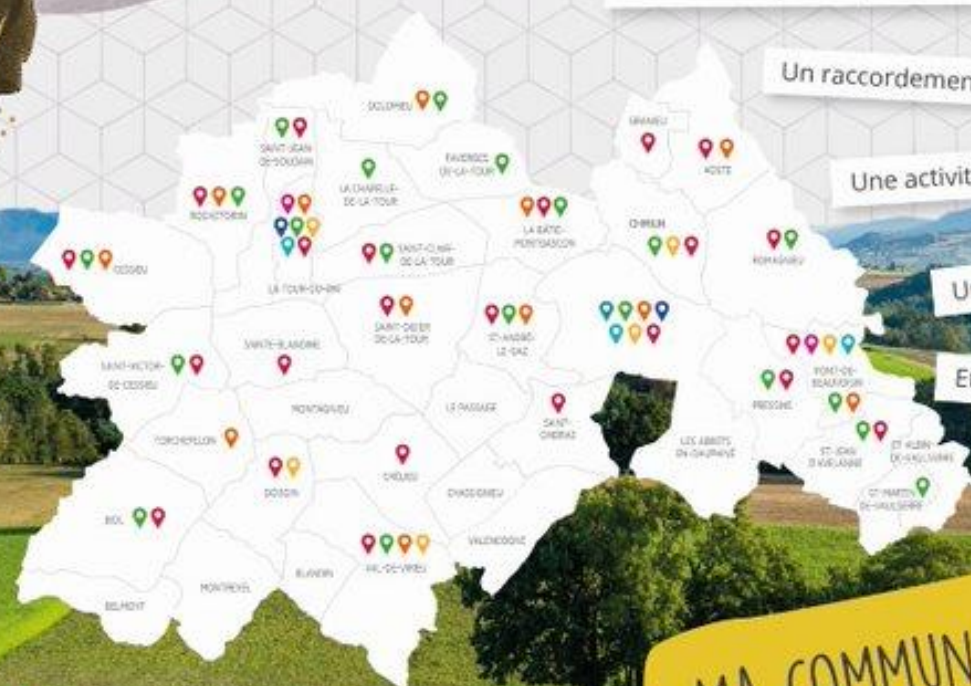 Un raccordemen
Une activit
U
E
MA COMMUN
DOLOMIEU
GRANIEU
AOSTE
SAINT-JEAN-
DE-SOUDAIN
LA CHAPELLE-
DE-LA-TOUR
FAVERGES
DE-LA-TOUR
ROCHETOIRIN
LA BÂTIE-
MONTGASCON
CHIMILIN
ROMAGNIEU
CESSIEU
SAINT-CLAIR-
DE-LA-TOUR
LA TOUR-DU-PIN
SAINT-DIDIER
DE-LA-TOUR
ST-ANDRÉ-
LE-GAZ
SAINTE-BLANDINE
SAINT-VICTOR-
DE-CESSIEU
PONT-DE-
BEAUVOISIN
PRESSINS
MONTAGNIEU
LE PASSAGE
SAINT-
ONDRAS
TORCHEFELON
LES ABRETS
EN-DAUPHINÉ
ST-JEAN
D'AVELANNE
ST-ALBIN-
DE-VAULSERRE
DOISSIN
CHÉLIEU
CHASSIGNIEU
ST-MARTIN
DE-VAULSERRE
BIOL
VAL-DE-VIRIEU
VALENCOGNE
BLANDIN
MONTREVEL
BELMONT